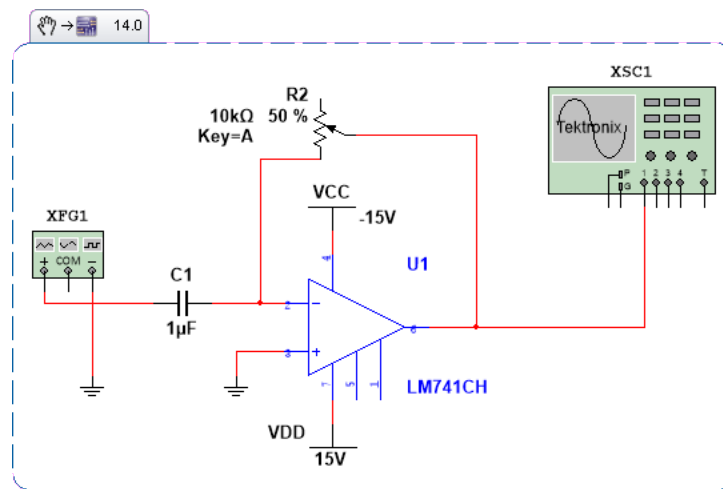 14.0
XSC1
R2
10kΩ 50 %
Key=A
Tektronix
P
G
1 2 3 4 T
VCC
-15V
XFG1
+ COM −
C1
1µF
U1
4
2
−
6
3
+
7 5 1
LM741CH
VDD
15V